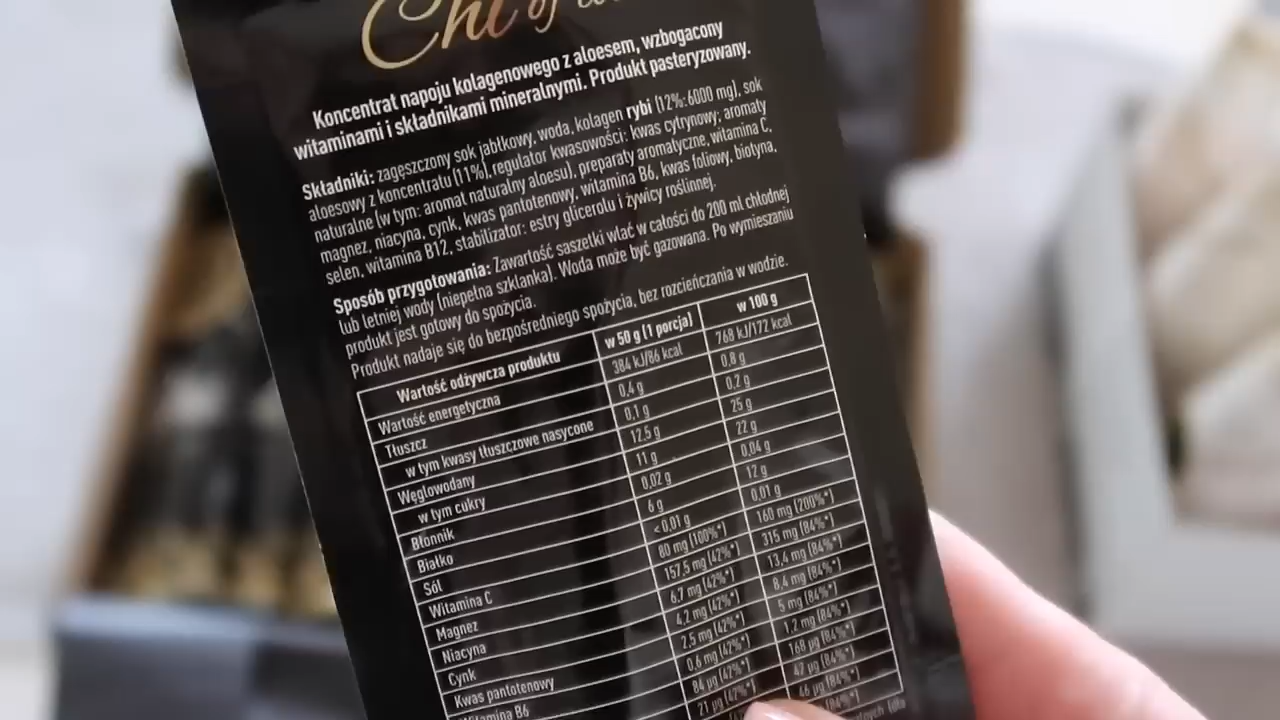 Chi of
Koncentrat napoju kolagenowego z aloesem, wzbogacony
witaminami i składnikami mineralnymi. Produkt pasteryzowany.
Składniki: zagęszczony sok jabłkowy, woda, kolagen rybi (12%:6000 mg), sok
aloesowy z koncentratu (11%),regulator kwasowości: kwas cytrynowy; aromaty
naturalne (w tym: aromat naturalny aloesu), preparaty aromatyczne, witamina C,
magnez, niacyna, cynk, kwas pantotenowy, witamina B6, kwas foliowy, biotyna,
selen, witamina B12, stabilizator: estry glicerolu i żywicy roślinnej.
Sposób przygotowania: Zawartość saszetki wlać w całości do 200 ml chłodnej
lub letniej wody (niepełna szklanka). Woda może być gazowana. Po wymieszaniu
produkt jest gotowy do spożycia.
Produkt nadaje się do bezpośredniego spożycia, bez rozcieńczania w wodzie.
Wartość odżywcza produktu w 50 g (1 porcja) w 100 g
Wartość energetyczna 384 kJ/86 kcal 768 kJ/172 kcal
Tłuszcz 0,4 g 0,8 g
w tym kwasy tłuszczowe nasycone 0,1 g 0,2 g
Węglowodany 12,5 g 25 g
w tym cukry 11 g 22 g
Błonnik 0,02 g 0,04 g
Białko 6 g 12 g
Sól <0,01 g 0,01 g
Witamina C 80 mg (100%*) 160 mg (200%*)
Magnez 157,5 mg (42%*) 315 mg (84%*)
Niacyna 6,7 mg (42%*) 13,4 mg (84%*)
Cynk 4,2 mg (42%*) 8,4 mg (84%*)
Kwas pantotenowy 2,5 mg (42%*) 5 mg (84%*)
Witamina B6 0,6 mg (42%*) 1,2 mg (84%*)
84 µg (42%*) 168 µg (84%*)
21 µg (42%*) 42 µg (84%*)
46 µg (84%*)
(84%*)